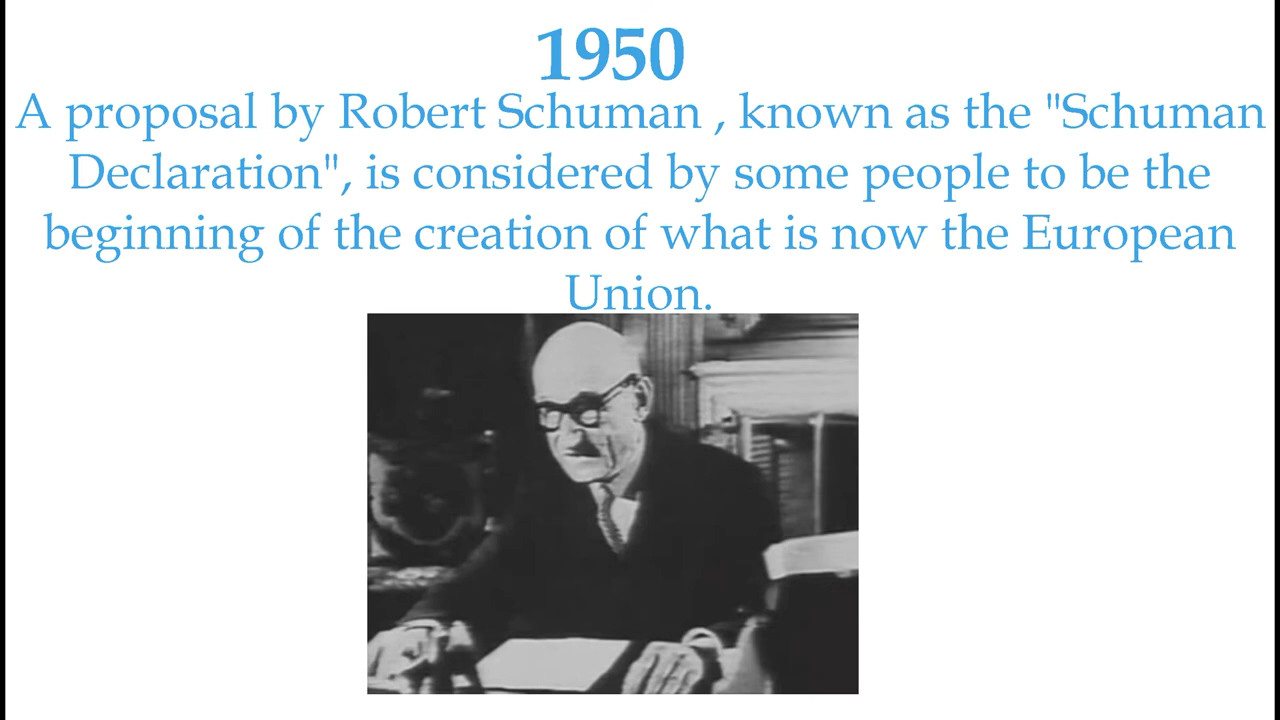 1950
A proposal by Robert Schuman , known as the "Schuman
Declaration", is considered by some people to be the
beginning of the creation of what is now the European
Union.